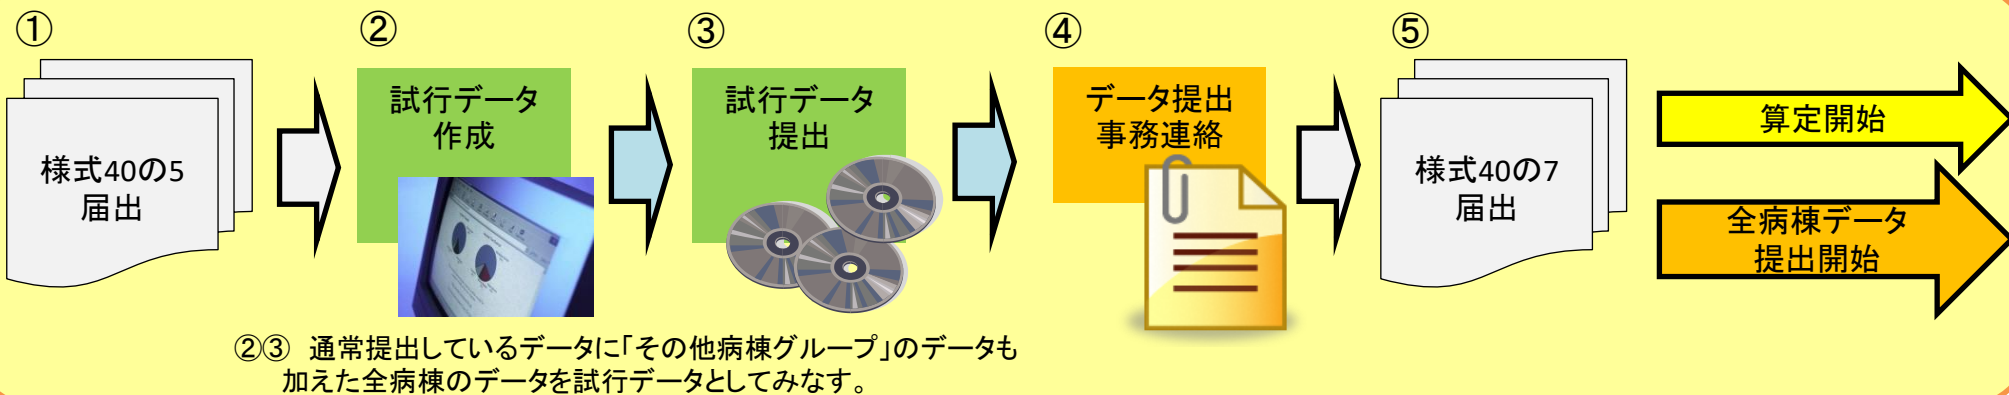 ①
様式40の5
届出
②
試行データ
作成
③
試行データ
提出
④
データ提出
事務連絡
⑤
様式40の7
届出
算定開始
全病棟データ
提出開始
②③　通常提出しているデータに「その他病棟グループ」のデータも
加えた全病棟のデータを試行データとしてみなす。